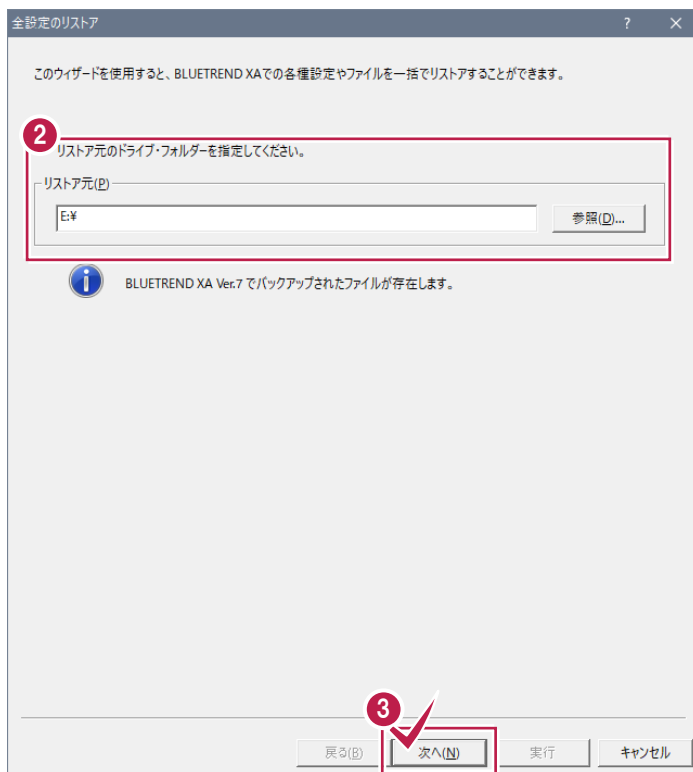 全設定のリストア ? ×
このウィザードを使用すると、BLUETREND XAでの各種設定やファイルを一括でリストアすることができます。
2
リストア元のドライブ・フォルダーを指定してください。
リストア元(P)
E:¥ 参照(D)...
i BLUETREND XA Ver.7 でバックアップされたファイルが存在します。
3
戻る(B) 次へ(N) 実行 キャンセル